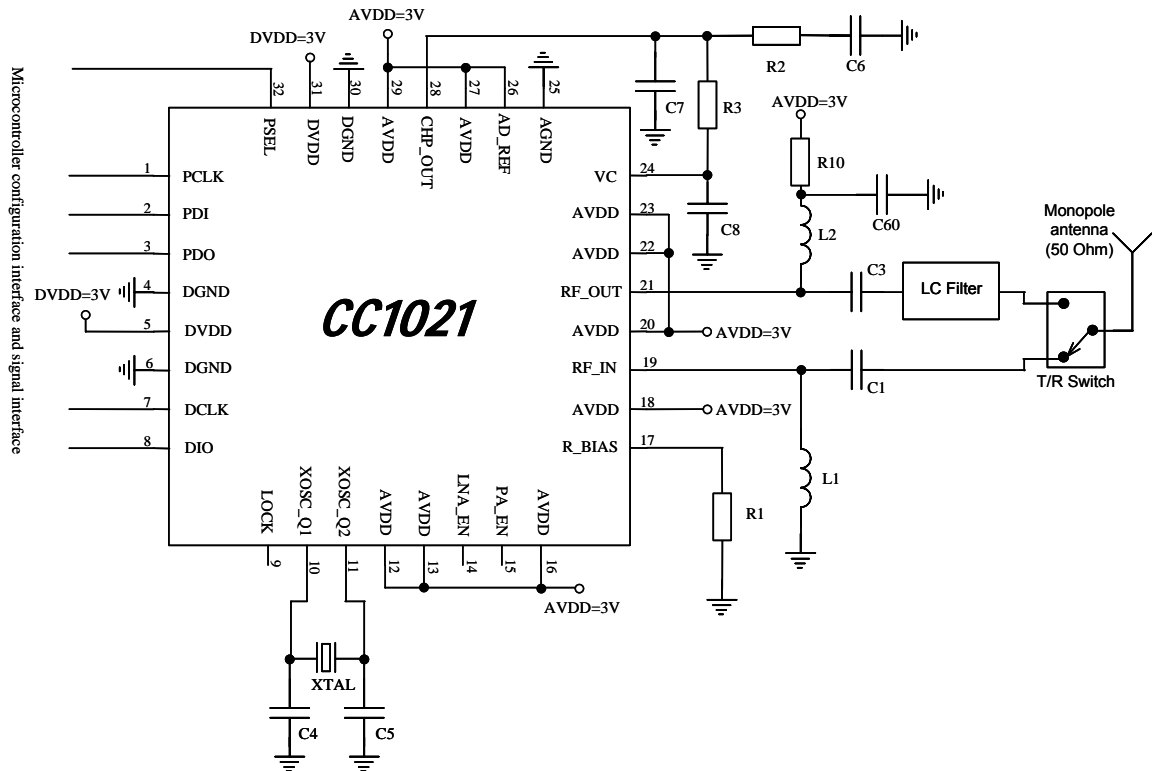 AVDD=3V
DVDD=3V
R2
C6
C7
R3
AVDD=3V
R10
C60
L2
C8
Microcontroller configuration interface and signal interface
32
31
30
29
28
27
26
25
PSEL
DVDD
DGND
AVDD
CHP_OUT
AVDD
AD_REF
AGND
1 PCLK
2 PDI
3 PDO
4 DGND
DVDD=3V
5 DVDD
6 DGND
7 DCLK
8 DIO
CC1021
VC 24
AVDD 23
AVDD 22
RF_OUT 21
AVDD 20
AVDD=3V
RF_IN 19
AVDD 18
AVDD=3V
R_BIAS 17
C3
LC Filter
Monopole
antenna
(50 Ohm)
T/R Switch
C1
L1
R1
LOCK
XOSC_Q1
XOSC_Q2
AVDD
AVDD
LNA_EN
PA_EN
AVDD
9
10
11
12
13
14
15
16
AVDD=3V
XTAL
C4
C5